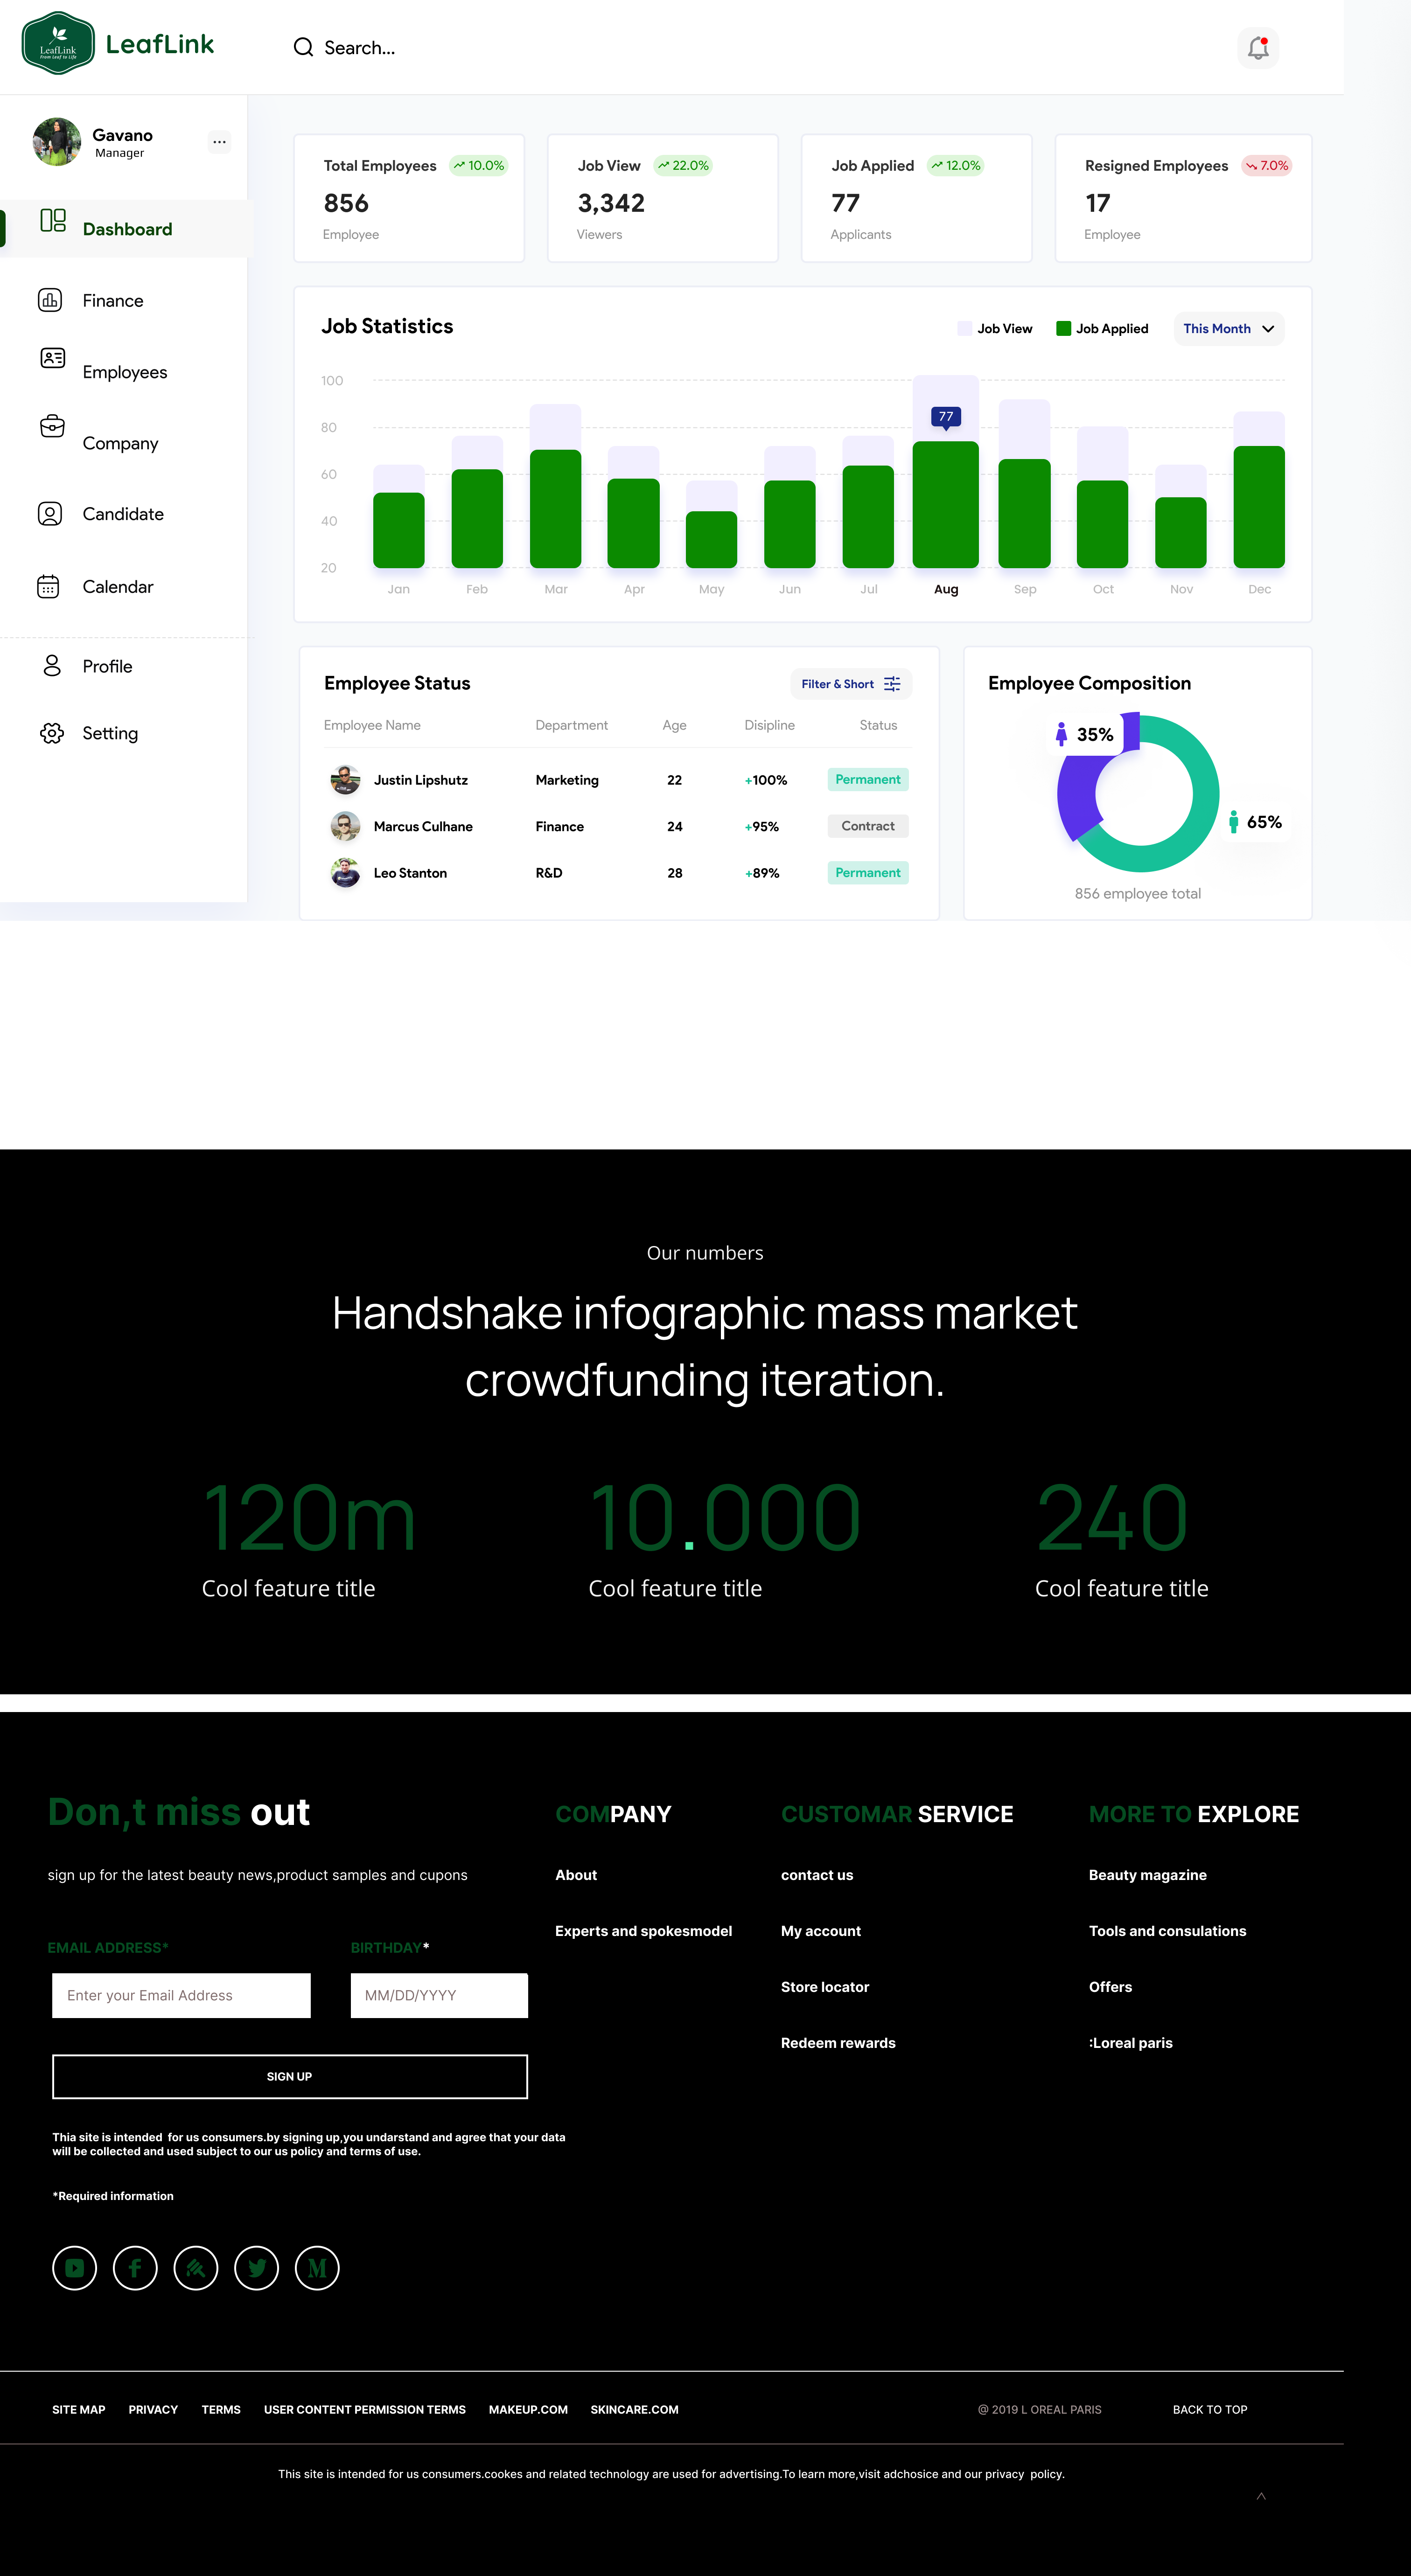 LeafLink
From Leaf to Life
LeafLink
Search...
Gavano
Manager
Dashboard
Finance
Employees
Company
Candidate
Calendar
Profile
Setting
Total Employees 10.0%
856
Employee
Job View 22.0%
3,342
Viewers
Job Applied 12.0%
77
Applicants
Resigned Employees 7.0%
17
Employee
Job Statistics
Job View Job Applied This Month
100
80
60
40
20
77
Jan Feb Mar Apr May Jun Jul Aug Sep Oct Nov Dec
Employee Status
Filter & Short
Employee Name Department Age Disipline Status
Justin Lipshutz Marketing 22 +100% Permanent
Marcus Culhane Finance 24 +95% Contract
Leo Stanton R&D 28 +89% Permanent
Employee Composition
35%
65%
856 employee total
Our numbers
Handshake infographic mass market
crowdfunding iteration.
120m
Cool feature title
10.000
Cool feature title
240
Cool feature title
Don,t miss out
sign up for the latest beauty news,product samples and cupons
EMAIL ADDRESS*
Enter your Email Address
BIRTHDAY*
MM/DD/YYYY
SIGN UP
Thia site is intended for us consumers.by signing up,you undarstand and agree that your data
will be collected and used subject to our us policy and terms of use.
*Required information
COMPANY
About
Experts and spokesmodel
CUSTOMAR SERVICE
contact us
My account
Store locator
Redeem rewards
MORE TO EXPLORE
Beauty magazine
Tools and consulations
Offers
:Loreal paris
SITE MAP PRIVACY TERMS USER CONTENT PERMISSION TERMS MAKEUP.COM SKINCARE.COM @ 2019 L OREAL PARIS BACK TO TOP
This site is intended for us consumers.cookes and related technology are used for advertising.To learn more,visit adchosice and our privacy policy.